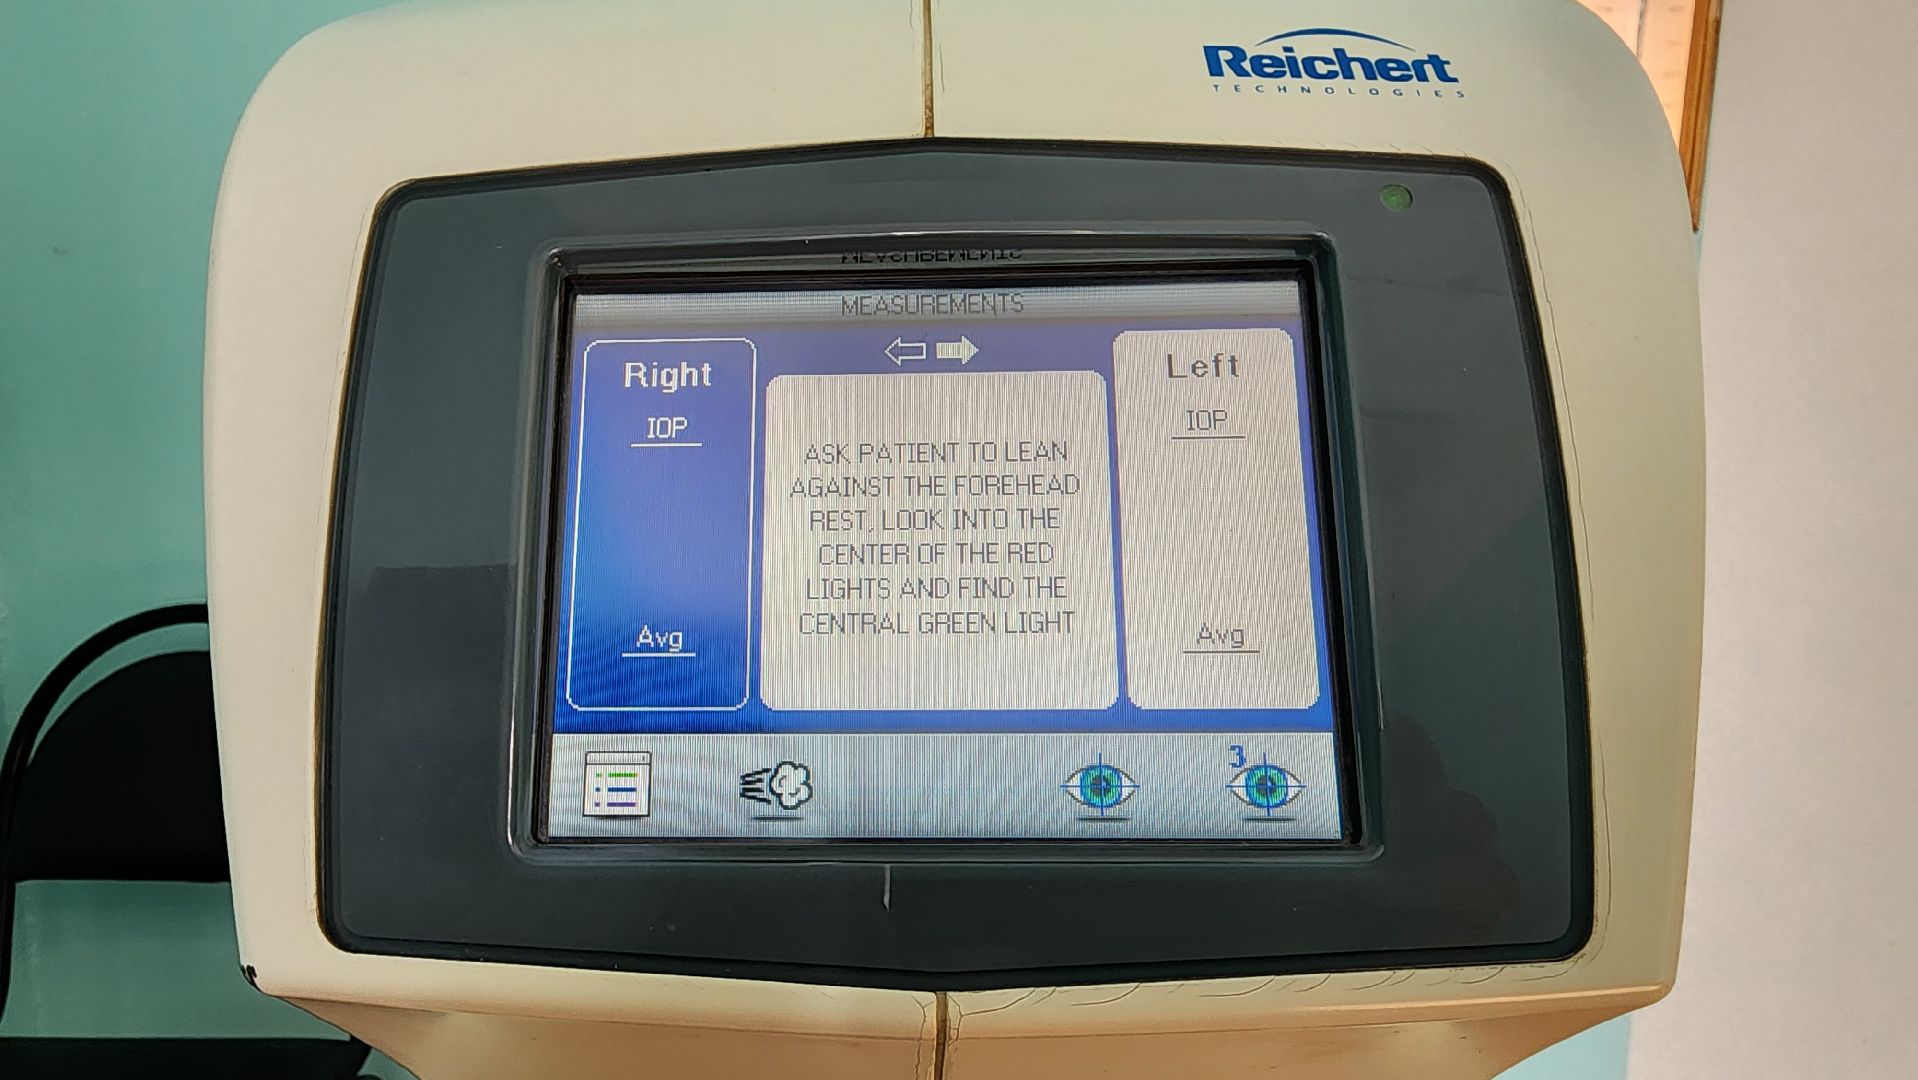 Reichert
TECHNOLOGIES
MEASUREMENTS
Right
IOP
Avg
ASK PATIENT TO LEAN
AGAINST THE FOREHEAD
REST, LOOK INTO THE
CENTER OF THE RED
LIGHTS AND FIND THE
CENTRAL GREEN LIGHT
Left
IOP
Avg
3